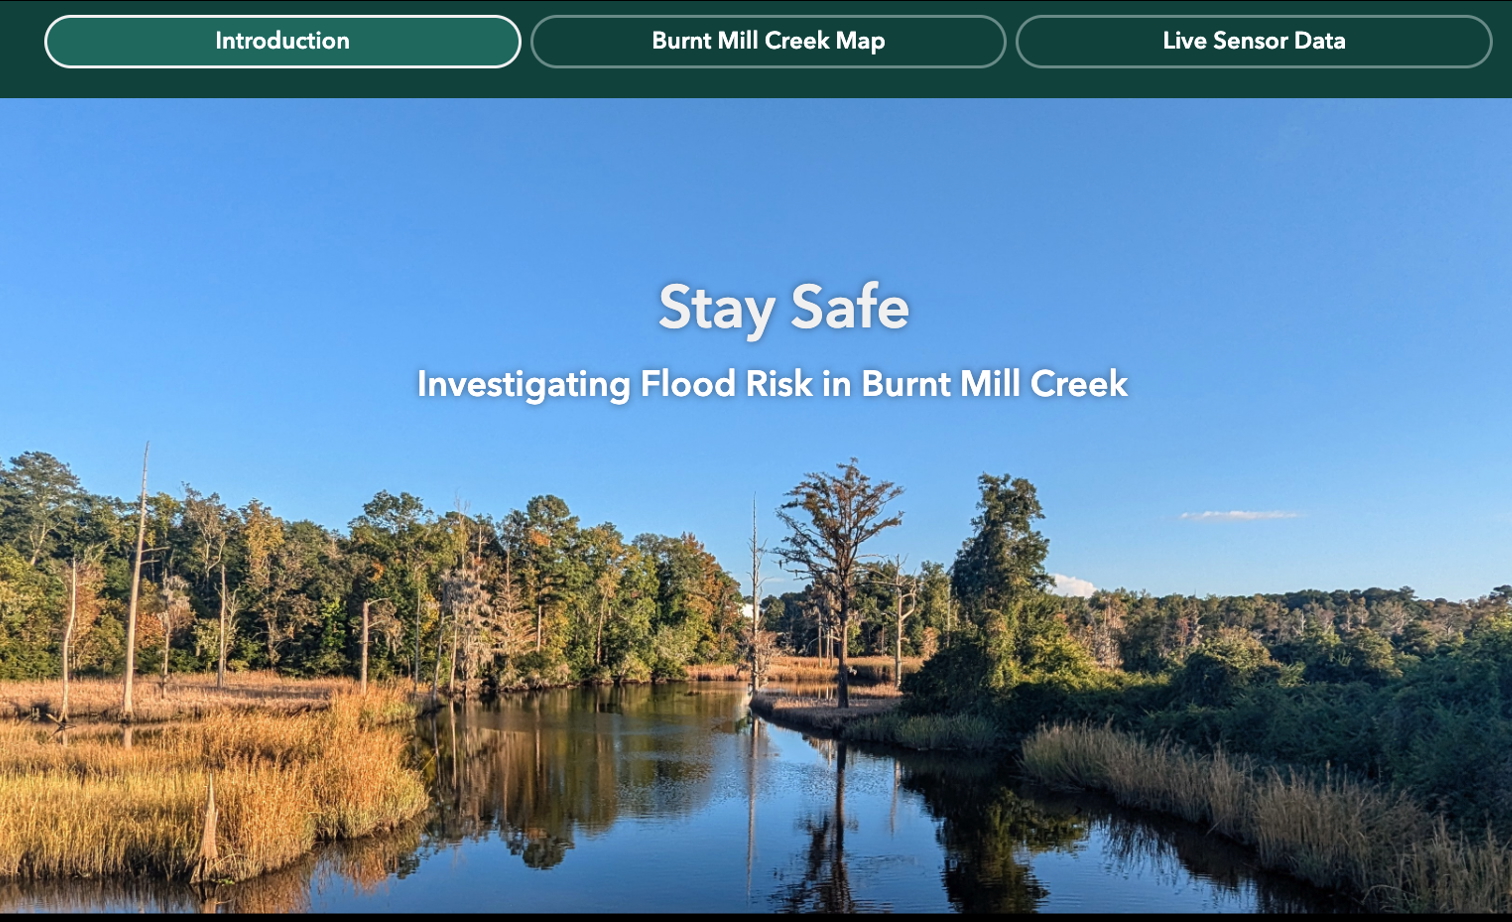 Introduction
Burnt Mill Creek Map
Live Sensor Data
Stay Safe
Investigating Flood Risk in Burnt Mill Creek